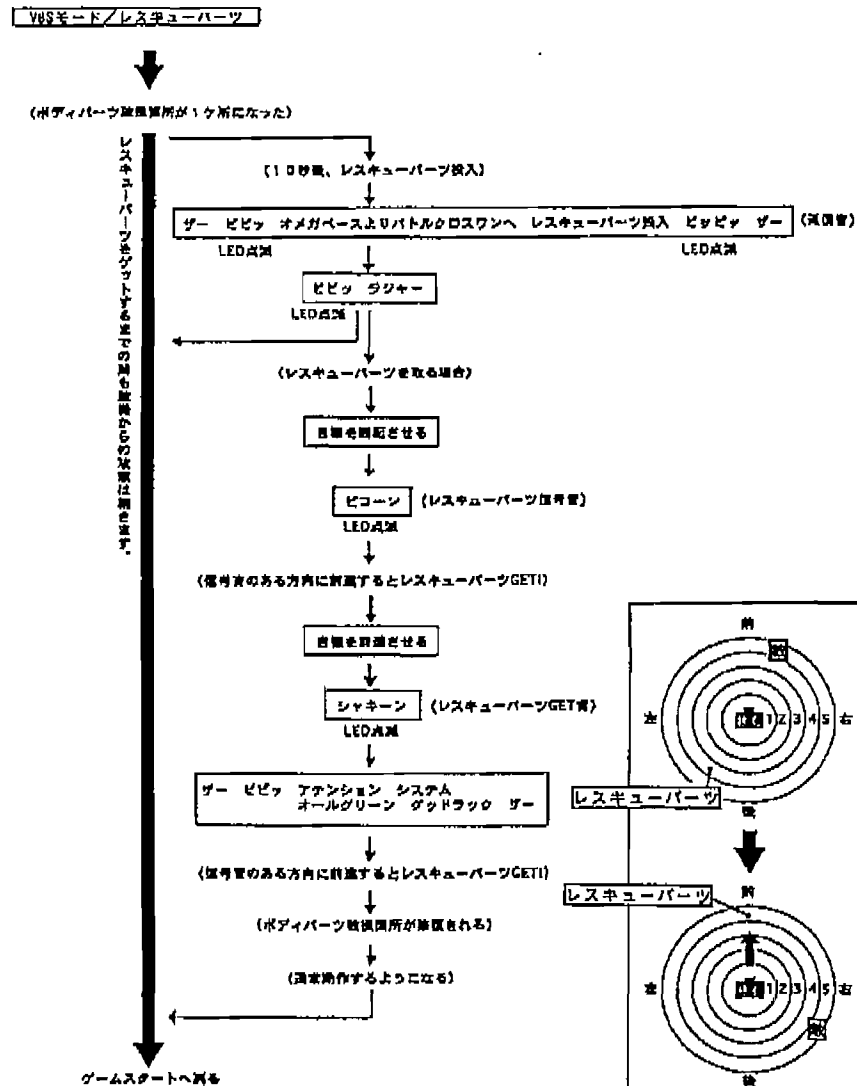 VBSモード/レスキューパーツ
(ボディパーツ破損箇所が1ケ所になった)
レスキューパーツをゲットするまでの間も敵機からの攻撃は続きます。
(10秒後、レスキューパーツ投入)
ザー ピピッ オメガベースよりバトルクロスワンへ レスキューパーツ投入 ピッピッ ザー
(通信音)
LED点滅
LED点滅
ピピッ ラジャー
LED点滅
(レスキューパーツを取る場合)
自機を回転させる
ピコーン
(レスキューパーツ信号音)
LED点滅
(信号音のある方向に前進するとレスキューパーツGET!)
自機を前進させる
シャキーン
(レスキューパーツGET音)
LED点滅
ザー ピピッ アテンション システム
オールグリーン グッドラック ザー
(信号音のある方向に前進するとレスキューパーツGET!)
(ボディパーツ破損箇所が修復される)
(通常動作するようになる)
ゲームスタートへ戻る
前
敵
左
1 2 3 4 5
右
レスキューパーツ
後
前
レスキューパーツ
左
1 2 3 4 5
右
敵
後